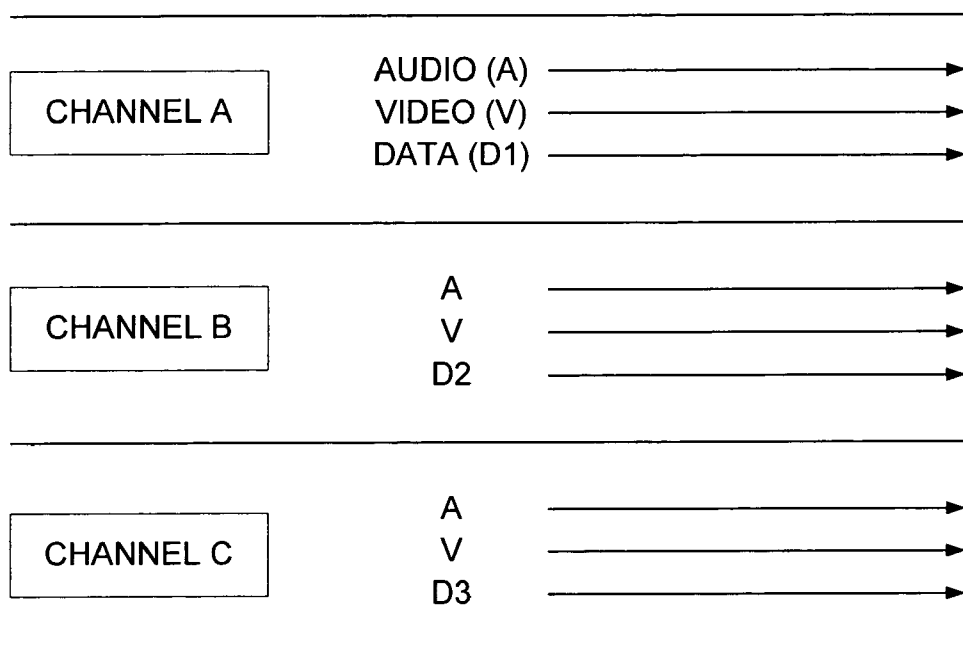 AUDIO (A)
CHANNEL A
VIDEO (V)
DATA (D1)
A
CHANNEL B
V
D2
A
CHANNEL C
V
D3